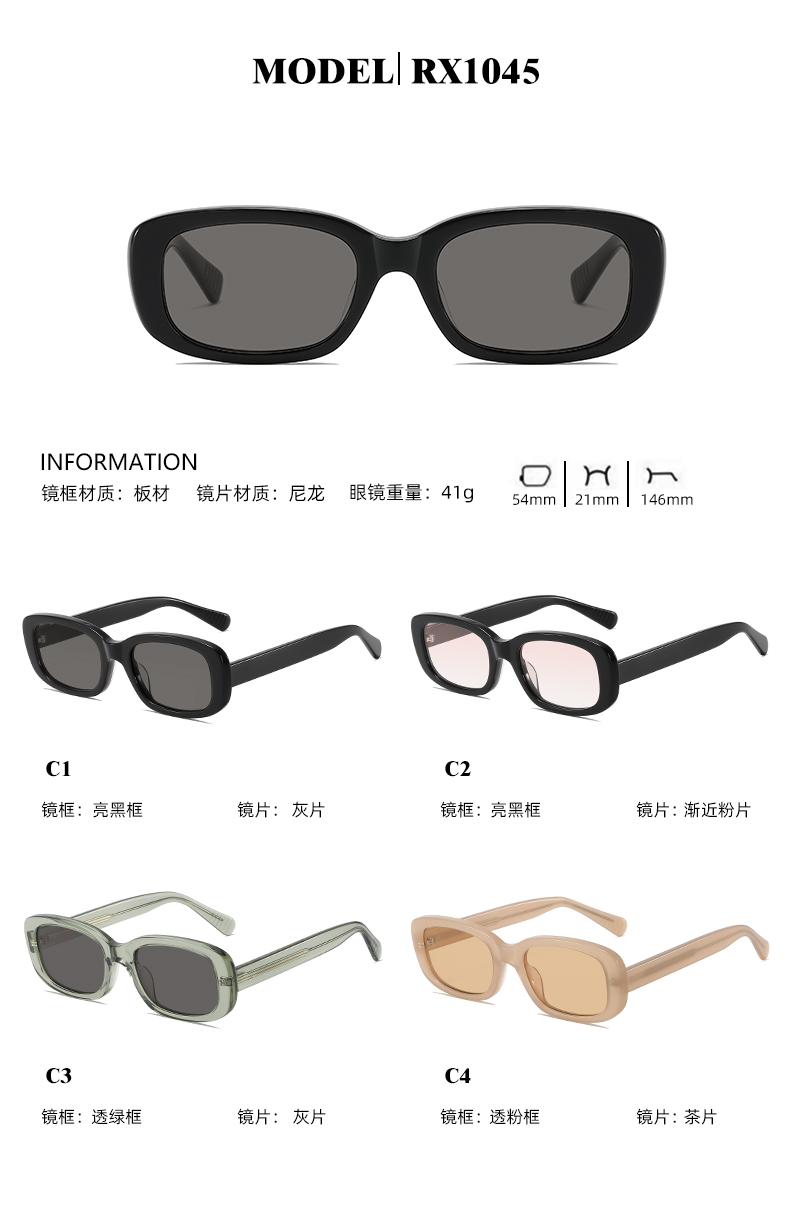 MODEL | RX1045
INFORMATION
镜框材质：板材 镜片材质：尼龙 眼镜重量：41g
54mm 21mm 146mm
C1
镜框：亮黑框 镜片： 灰片
C2
镜框：亮黑框 镜片：渐近粉片
C3
镜框：透绿框 镜片： 灰片
C4
镜框：透粉框 镜片：茶片